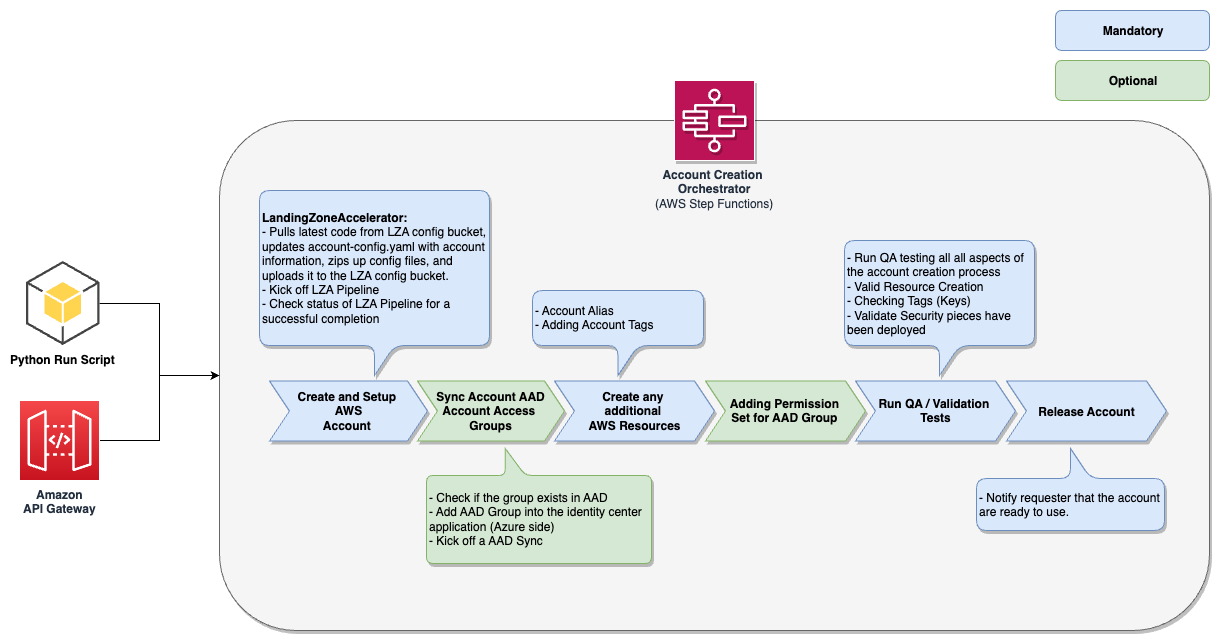 Mandatory
Optional
Account Creation
Orchestrator
(AWS Step Functions)
LandingZoneAccelerator:
- Pulls latest code from LZA config bucket,
updates account-config.yaml with account
information, zips up config files, and
uploads it to the LZA config bucket.
- Kick off LZA Pipeline
- Check status of LZA Pipeline for a
successful completion
- Account Alias
- Adding Account Tags
- Run QA testing all all aspects of
the account creation process
- Valid Resource Creation
- Checking Tags (Keys)
- Validate Security pieces have
been deployed
Python Run Script
Amazon
API Gateway
Create and Setup
AWS
Account
Sync Account AAD
Account Access
Groups
Create any
additional
AWS Resources
Adding Permission
Set for AAD Group
Run QA / Validation
Tests
Release Account
- Check if the group exists in AAD
- Add AAD Group into the identity center
application (Azure side)
- Kick off a AAD Sync
- Notify requester that the account
are ready to use.